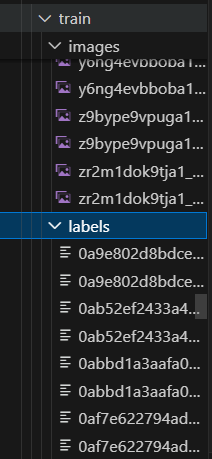 train
images
y6ng4evbboba1...
y6ng4evbboba1...
z9bype9vpuga1...
z9bype9vpuga1...
zr2m1dok9tja1_...
zr2m1dok9tja1_...
labels
0a9e802d8bdce...
0a9e802d8bdce...
0ab52ef2433a4...
0ab52ef2433a4...
0abbd1a3aafa0...
0abbd1a3aafa0...
0af7e622794ad...
0af7e622794ad...